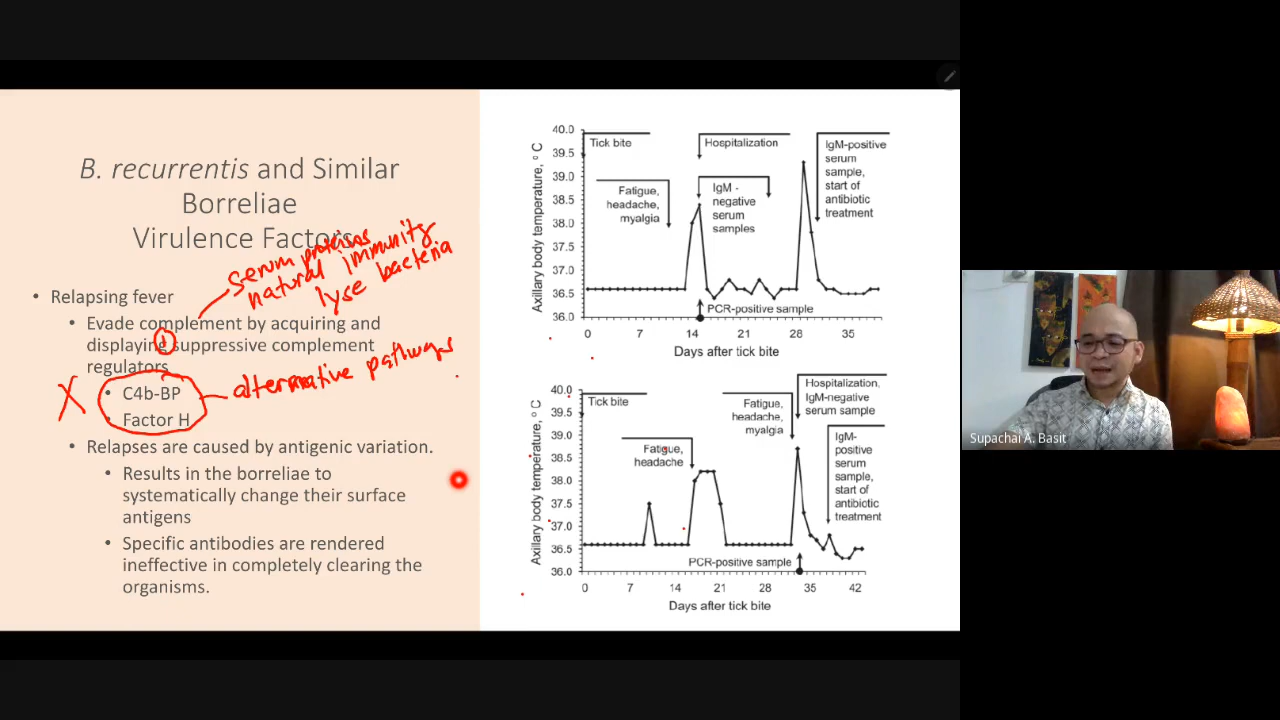 B. recurrentis and Similar
Borreliae
Virulence Factors
serum proteins
natural immunity
lyse bacteria
• Relapsing fever
• Evade complement by acquiring and
displaying suppressive complement
regulators
• C4b-BP
• Factor H
X
alternative pathways
• Relapses are caused by antigenic variation.
• Results in the borreliae to
systematically change their surface
antigens
• Specific antibodies are rendered
ineffective in completely clearing the
organisms.
Axillary body temperature, ° C
40.0
39.5
39.0
38.5
38.0
37.5
37.0
36.5
36.0
Tick bite
Fatigue,
headache,
myalgia
Hospitalization
IgM -
negative
serum
samples
IgM-positive
serum
sample,
start of
antibiotic
treatment
PCR-positive sample
0 7 14 21 28 35
Days after tick bite
Axillary body temperature, ° C
40.0
39.5
39.0
38.5
38.0
37.5
37.0
36.5
36.0
Tick bite
Fatigue,
headache
Fatigue,
headache,
myalgia
Hospitalization,
IgM-negative
serum sample
IgM-
positive
serum
sample,
start of
antibiotic
treatment
PCR-positive sample
0 7 14 21 28 35 42
Days after tick bite
Supachai A. Basit